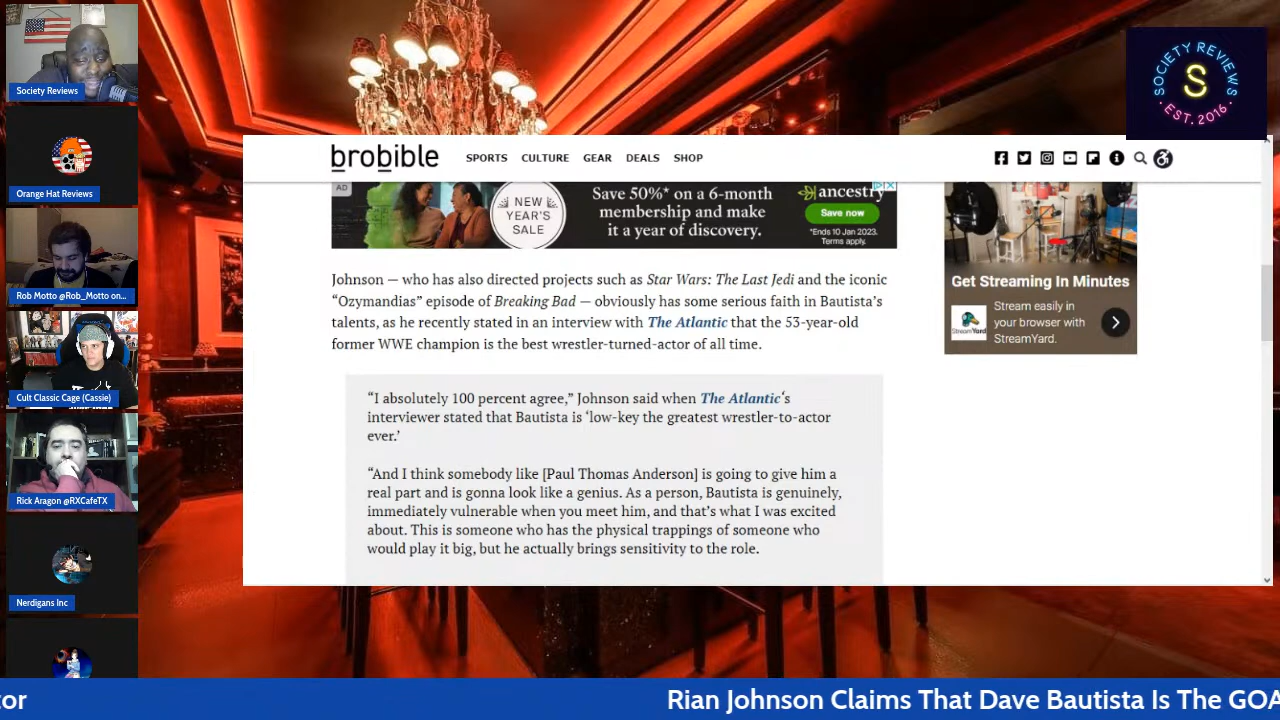 Society Reviews
Orange Hat Reviews
Rob Motto @Rob_Motto on...
Cult Classic Cage (Cassie)
Rick Aragon @RXCafeTX
Nerdigans Inc
SOCIETY REVIEWS
S
· EST. 2016 ·
brobible
SPORTS CULTURE GEAR DEALS SHOP
AD
NEW
YEAR'S
SALE
Save 50%* on a 6-month
membership and make
it a year of discovery.
ancestry
Save now
*Ends 10 Jan 2023.
Terms apply.
Johnson — who has also directed projects such as Star Wars: The Last Jedi and the iconic
“Ozymandias” episode of Breaking Bad — obviously has some serious faith in Bautista’s
talents, as he recently stated in an interview with The Atlantic that the 53-year-old
former WWE champion is the best wrestler-turned-actor of all time.
“I absolutely 100 percent agree,” Johnson said when The Atlantic‘s
interviewer stated that Bautista is ‘low-key the greatest wrestler-to-actor
ever.’
“And I think somebody like [Paul Thomas Anderson] is going to give him a
real part and is gonna look like a genius. As a person, Bautista is genuinely,
immediately vulnerable when you meet him, and that’s what I was excited
about. This is someone who has the physical trappings of someone who
would play it big, but he actually brings sensitivity to the role.
Get Streaming In Minutes
StreamYard
Stream easily in
your browser with
StreamYard.
tor
Rian Johnson Claims That Dave Bautista Is The GOA